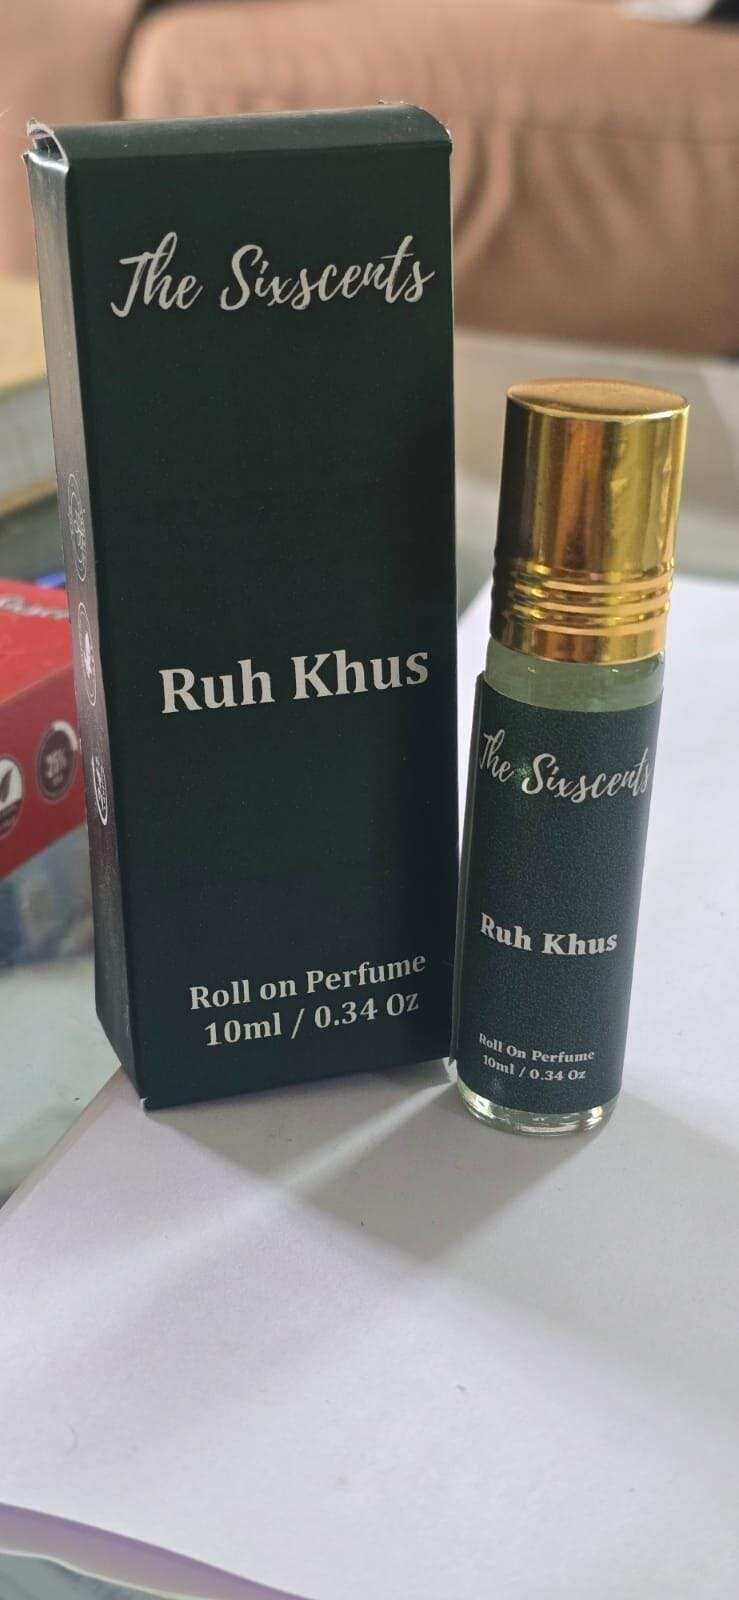 The Sixscents
Ruh Khus
Roll on Perfume
10ml / 0.34 Oz
The Sixscents
Ruh Khus
Roll On Perfume
10ml / 0.34 Oz